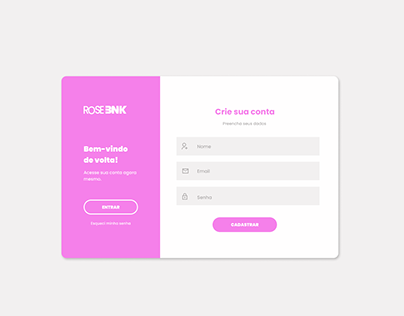 ROSE BANK
Bem-vindo
de volta!
Acesse sua conta agora
mesmo.
ENTRAR
Esqueci minha senha
Crie sua conta
Preencha seus dados
Nome
Email
Senha
CADASTRAR